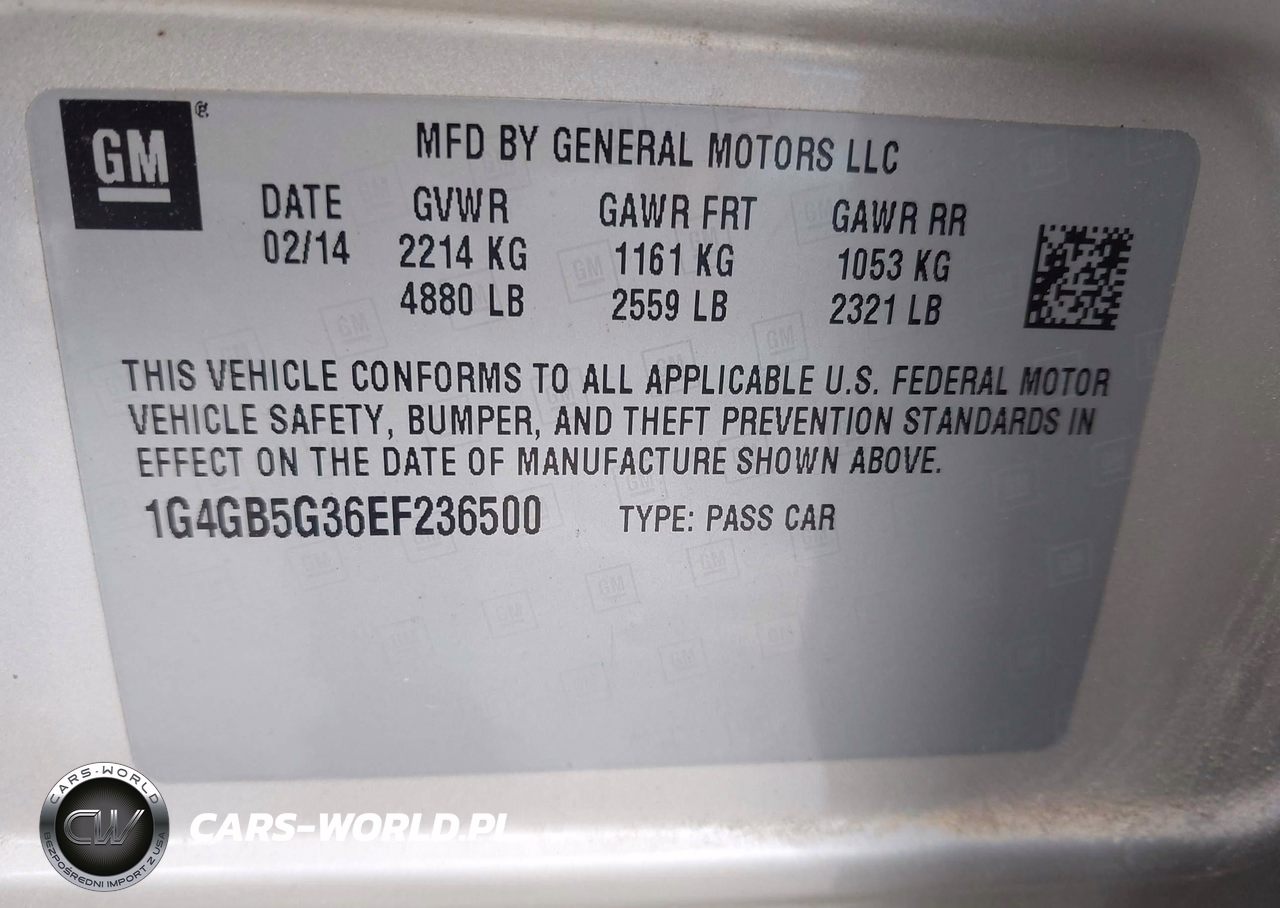 GM ®
MFD BY GENERAL MOTORS LLC
DATE GVWR GAWR FRT GAWR RR
02/14 2214 KG 1161 KG 1053 KG
4880 LB 2559 LB 2321 LB
THIS VEHICLE CONFORMS TO ALL APPLICABLE U.S. FEDERAL MOTOR
VEHICLE SAFETY, BUMPER, AND THEFT PREVENTION STANDARDS IN
EFFECT ON THE DATE OF MANUFACTURE SHOWN ABOVE.
1G4GB5G36EF236500 TYPE: PASS CAR
CARS-WORLD
CW
BEZPOŚREDNI IMPORT Z USA
CARS-WORLD.PL